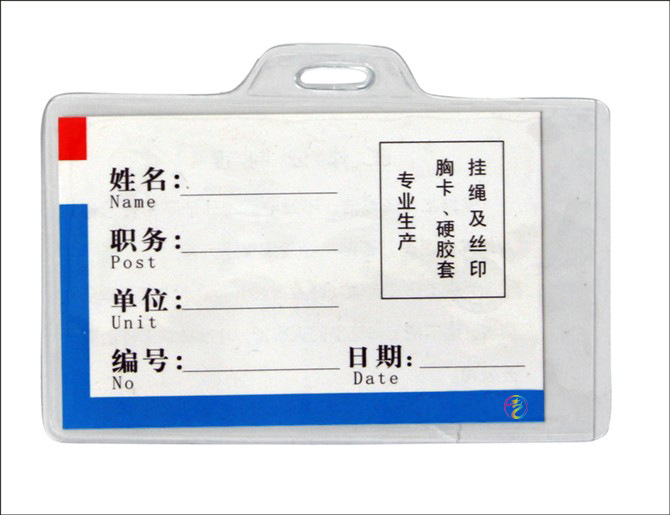 姓名:
Name
职务:
Post
单位:
Unit
编号:
No
日期:
Date
挂绳及丝印
胸卡、硬胶套
专业生产